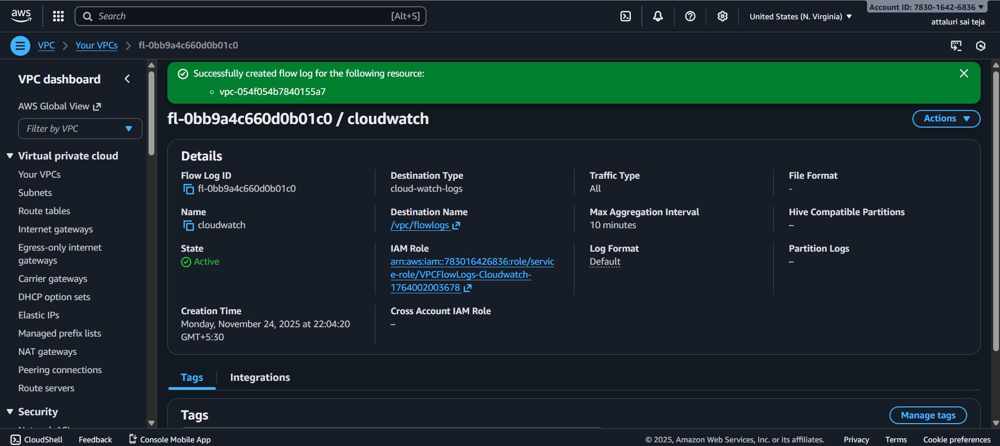 aws
Search
[Alt+S]
United States (N. Virginia)
Account ID: 7830-1642-6836
attaluri sai teja
VPC
Your VPCs
fl-0bb9a4c660d0b01c0
VPC dashboard
AWS Global View
Filter by VPC
Virtual private cloud
Your VPCs
Subnets
Route tables
Internet gateways
Egress-only internet
gateways
Carrier gateways
DHCP option sets
Elastic IPs
Managed prefix lists
NAT gateways
Peering connections
Route servers
Security
Successfully created flow log for the following resource:
vpc-054f054b7840155a7
fl-0bb9a4c660d0b01c0 / cloudwatch
Actions
Details
Flow Log ID
fl-0bb9a4c660d0b01c0
Destination Type
cloud-watch-logs
Traffic Type
All
File Format
-
Name
cloudwatch
Destination Name
/vpc/flowlogs
Max Aggregation Interval
10 minutes
Hive Compatible Partitions
–
State
Active
IAM Role
arn:aws:iam::783016426836:role/servic
e-role/VPCFlowLogs-Cloudwatch-
1764002003678
Log Format
Default
Partition Logs
–
Creation Time
Monday, November 24, 2025 at 22:04:20
GMT+5:30
Cross Account IAM Role
–
Tags
Integrations
Tags
Manage tags
CloudShell
Feedback
Console Mobile App
© 2025, Amazon Web Services, Inc. or its affiliates.
Privacy
Terms
Cookie preferences